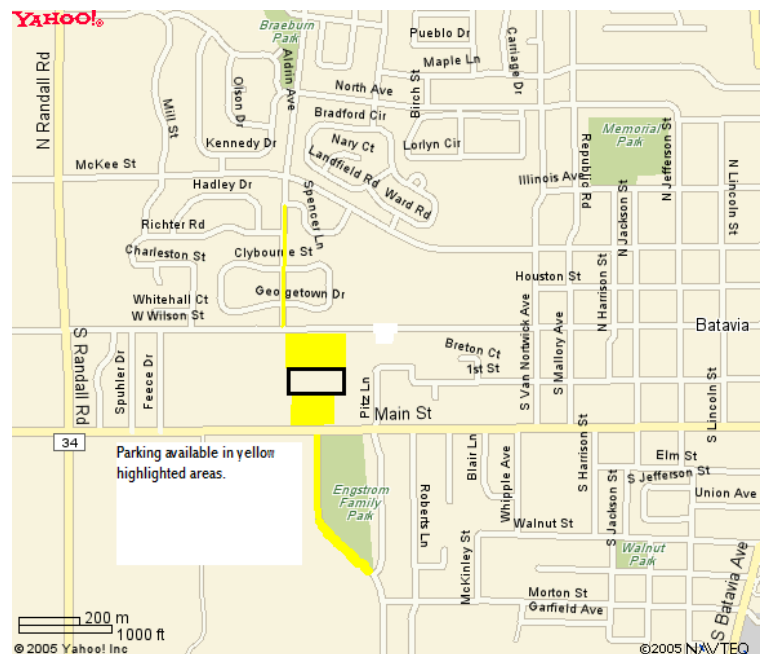 YAHOO!
Braeburn
Park
Pueblo Dr
Maple Ln
Carriage Dr
Birch St
North Ave
Aldrin Ave
Olson Dr
Mill St
N Randall Rd
Bradford Cir
Nary Ct
Lorlyn Cir
Landfield Rd
Ward Rd
Kennedy Dr
McKee St
Hadley Dr
Spencer Ln
Richter Rd
Charleston St
Clybourne St
Georgetown Dr
Whitehall Ct
W Wilson St
Memorial
Park
Republic Rd
Illinois Ave
N Jackson St
N Jefferson St
N Lincoln St
Houston St
N Harrison St
Batavia
Breton Ct
1st St
S Van Nortwick Ave
S Mallory Ave
S Lincoln St
S Randall Rd
Spuhler Dr
Feece Dr
Pitz Ln
Main St
34
Parking available in yellow
highlighted areas.
Engstrom
Family
Park
Roberts Ln
Blair Ln
Whipple Ave
McKinley St
S Harrison St
S Jackson St
Elm St
S Jefferson St
Union Ave
Walnut St
Walnut
Park
Morton St
Garfield Ave
S Batavia Ave
200 m
1000 ft
©2005 Yahoo! Inc
©2005 NAVTEQ